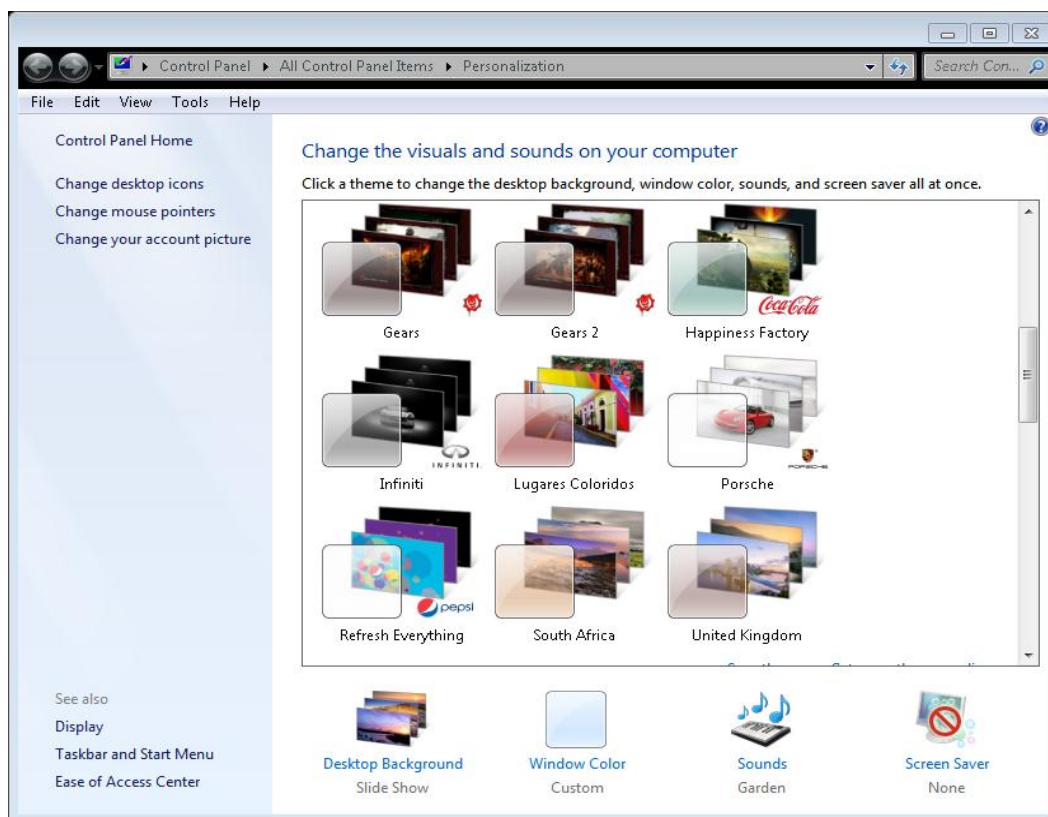 Control Panel ▸ All Control Panel Items ▸ Personalization
Search Con...
File Edit View Tools Help
Control Panel Home
Change desktop icons
Change mouse pointers
Change your account picture
Change the visuals and sounds on your computer
Click a theme to change the desktop background, window color, sounds, and screen saver all at once.
Coca-Cola
Gears Gears 2 Happiness Factory
INFINITI
PORSCHE
Infiniti Lugares Coloridos Porsche
pepsi
Refresh Everything South Africa United Kingdom
See also
Display
Taskbar and Start Menu
Ease of Access Center
Desktop Background Window Color Sounds Screen Saver
Slide Show Custom Garden None